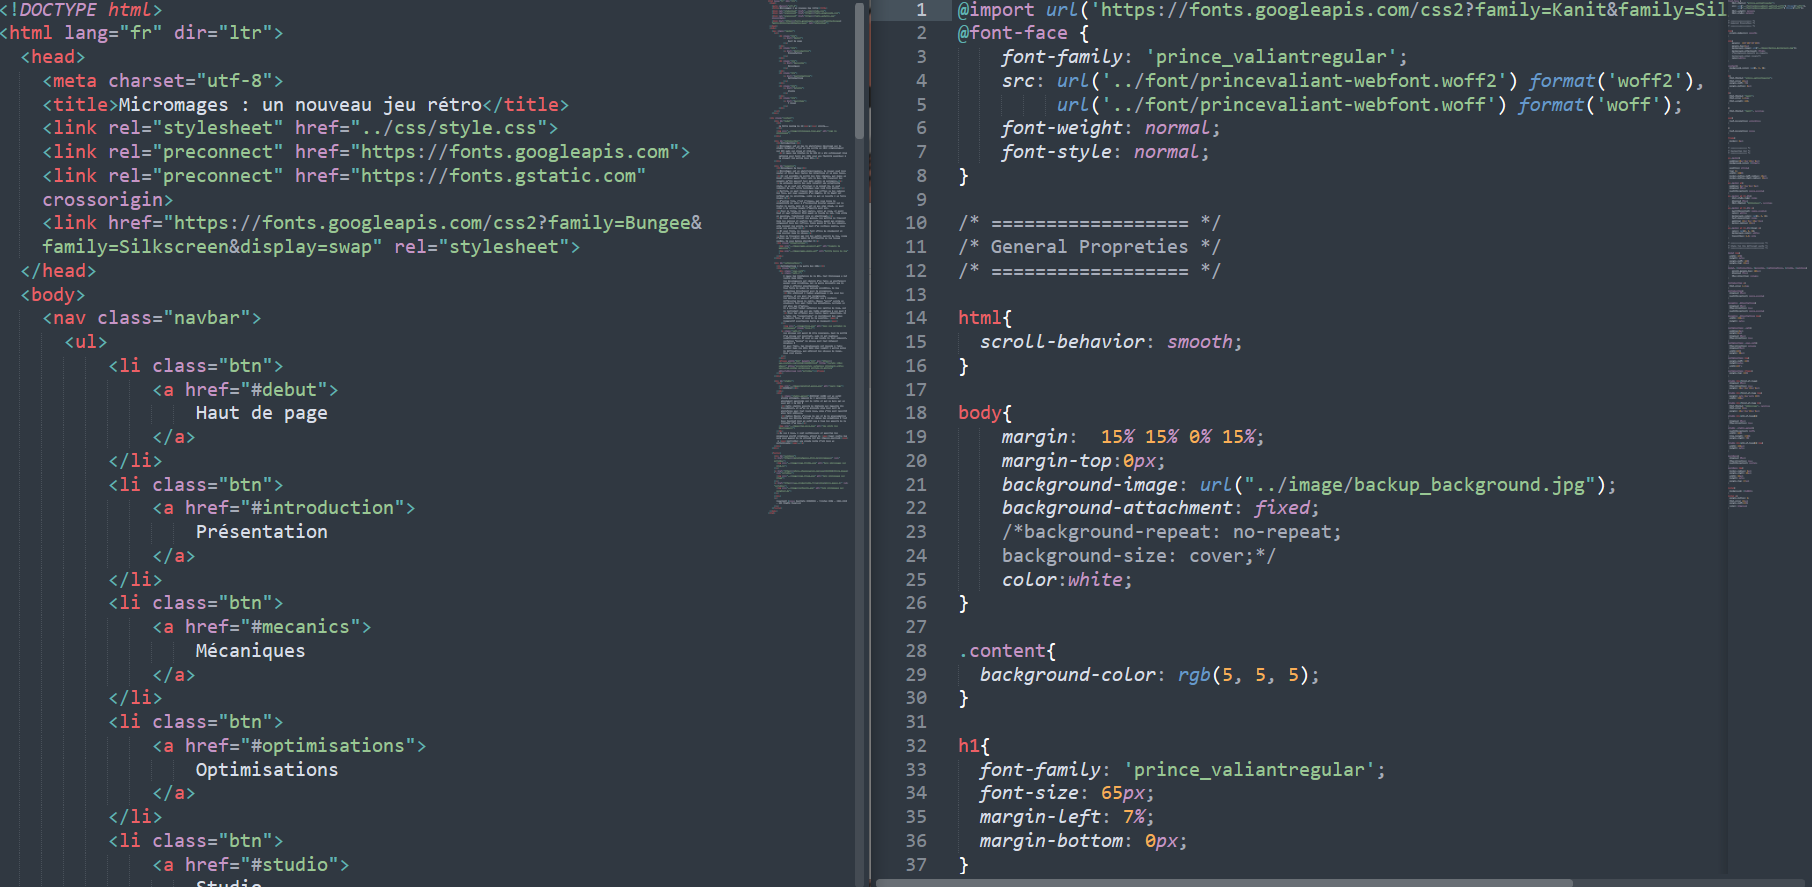 <!DOCTYPE html>
<html lang="fr" dir="ltr">
<head>
<meta charset="utf-8">
<title>Micromages : un nouveau jeu rétro</title>
<link rel="stylesheet" href="../css/style.css">
<link rel="preconnect" href="https://fonts.googleapis.com">
<link rel="preconnect" href="https://fonts.gstatic.com"
crossorigin>
<link href="https://fonts.googleapis.com/css2?family=Bungee&
family=Silkscreen&display=swap" rel="stylesheet">
</head>
<body>
<nav class="navbar">
<ul>
<li class="btn">
<a href="#debut">
Haut de page
</a>
</li>
<li class="btn">
<a href="#introduction">
Présentation
</a>
</li>
<li class="btn">
<a href="#mecanics">
Mécaniques
</a>
</li>
<li class="btn">
<a href="#optimisations">
Optimisations
</a>
</li>
<li class="btn">
<a href="#studio">
Studio
1 @import url('https://fonts.googleapis.com/css2?family=Kanit&family=Sil
2 @font-face {
3 font-family: 'prince_valiantregular';
4 src: url('../font/princevaliant-webfont.woff2') format('woff2'),
5 url('../font/princevaliant-webfont.woff') format('woff');
6 font-weight: normal;
7 font-style: normal;
8 }
9
10 /* ================== */
11 /* General Propreties */
12 /* ================== */
13
14 html{
15 scroll-behavior: smooth;
16 }
17
18 body{
19 margin:  15% 15% 0% 15%;
20 margin-top:0px;
21 background-image: url("../image/backup_background.jpg");
22 background-attachment: fixed;
23 /*background-repeat: no-repeat;
24 background-size: cover;*/
25 color:white;
26 }
27
28 .content{
29 background-color: rgb(5, 5, 5);
30 }
31
32 h1{
33 font-family: 'prince_valiantregular';
34 font-size: 65px;
35 margin-left: 7%;
36 margin-bottom: 0px;
37 }